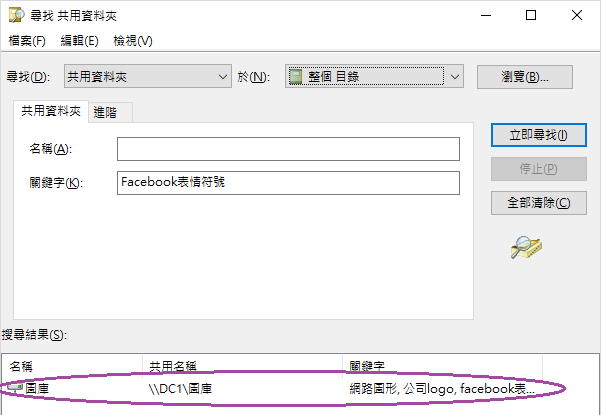 尋找 共用資料夾
檔案(F) 編輯(E) 檢視(V)
尋找(D): 共用資料夾 於(N): 整個 目錄 瀏覽(B)...
共用資料夾 進階
立即尋找(I)
名稱(A):
停止(P)
關鍵字(K): Facebook表情符號
全部清除(C)
搜尋結果(S):
名稱 共用名稱 關鍵字
圖庫 \\DC1\圖庫 網路圖形, 公司logo, facebook表...